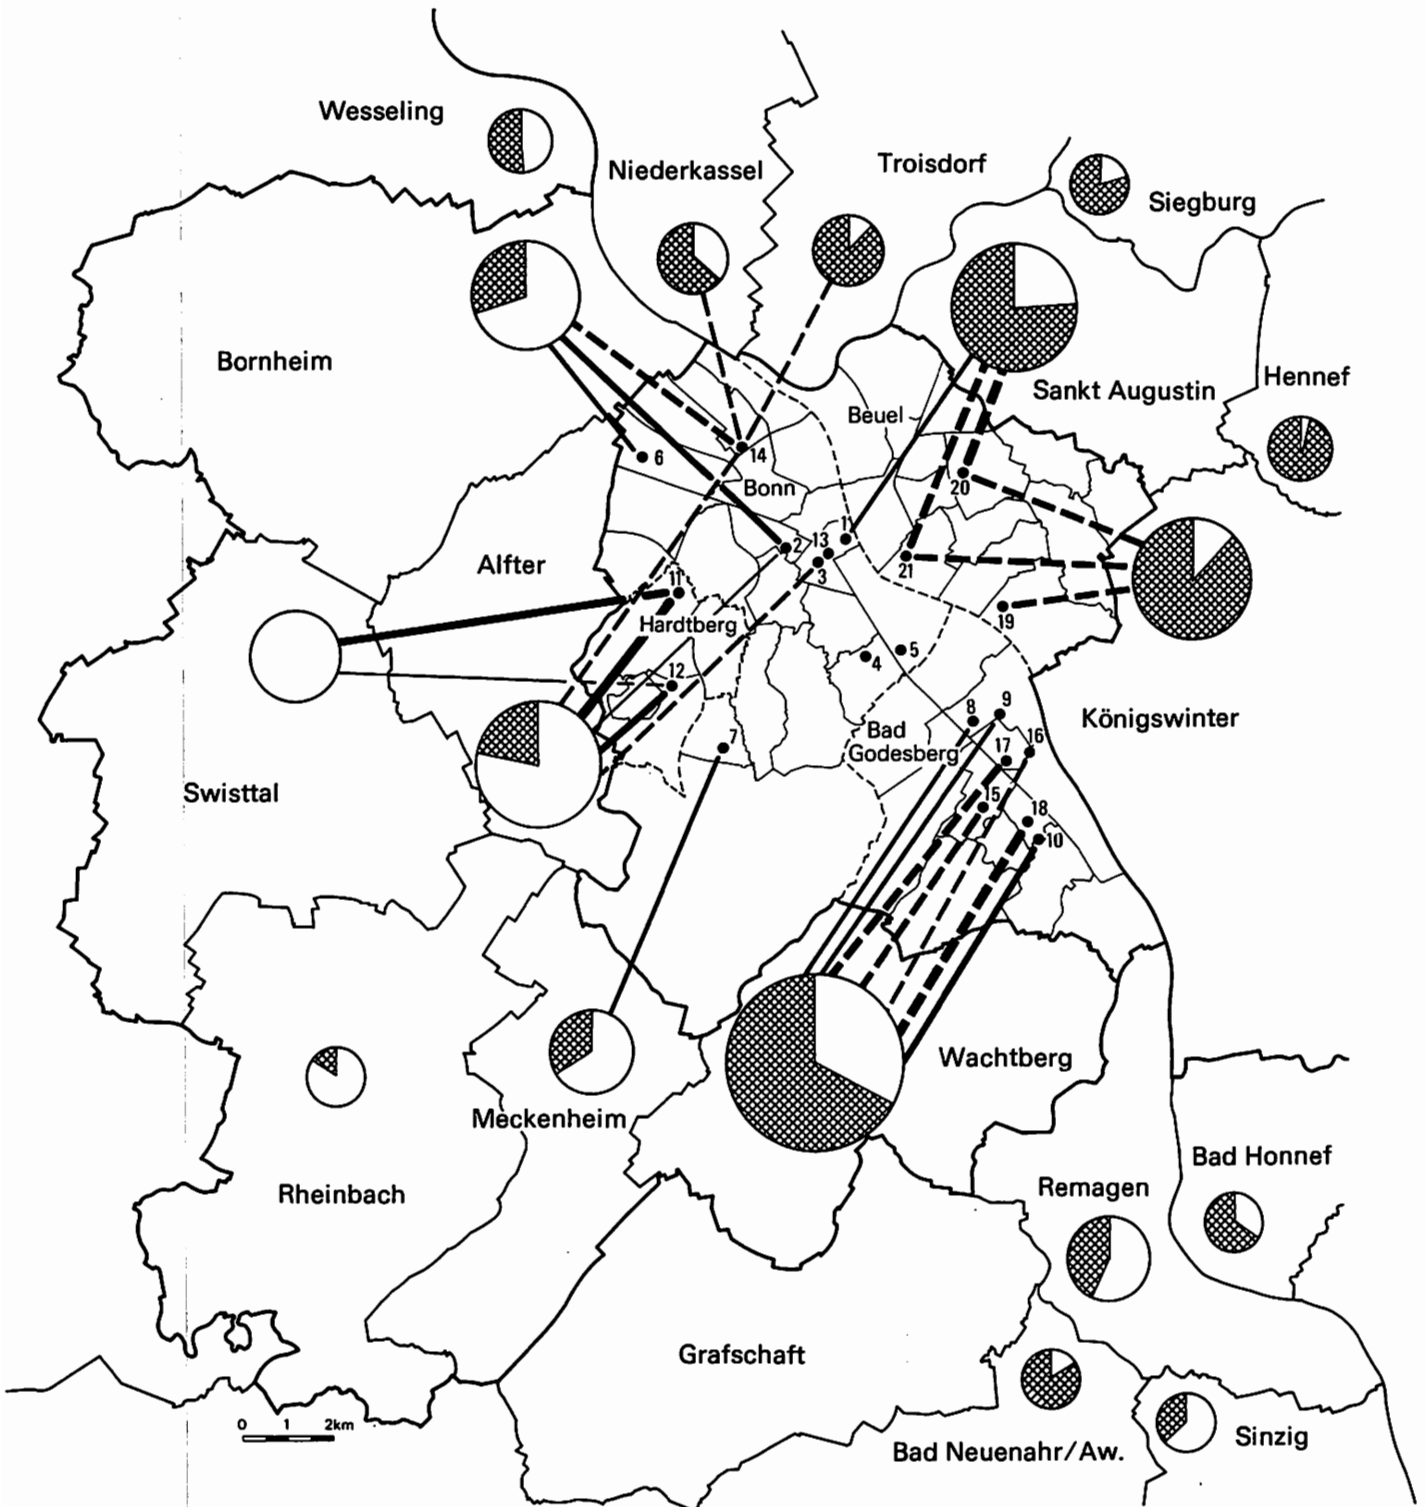 Wesseling
Niederkassel
Troisdorf
Siegburg
Bornheim
Sankt Augustin
Hennef
Beuel
6
14
Bonn
20
1
13
2
3
21
Alfter
11
Hardtberg
19
5
4
12
7
8
9
Königswinter
Bad
Godesberg
17
16
Swisttal
15
18
10
Wachtberg
Meckenheim
Bad Honnef
Rheinbach
Remagen
Grafschaft
0 1 2km
Bad Neuenahr/Aw.
Sinzig